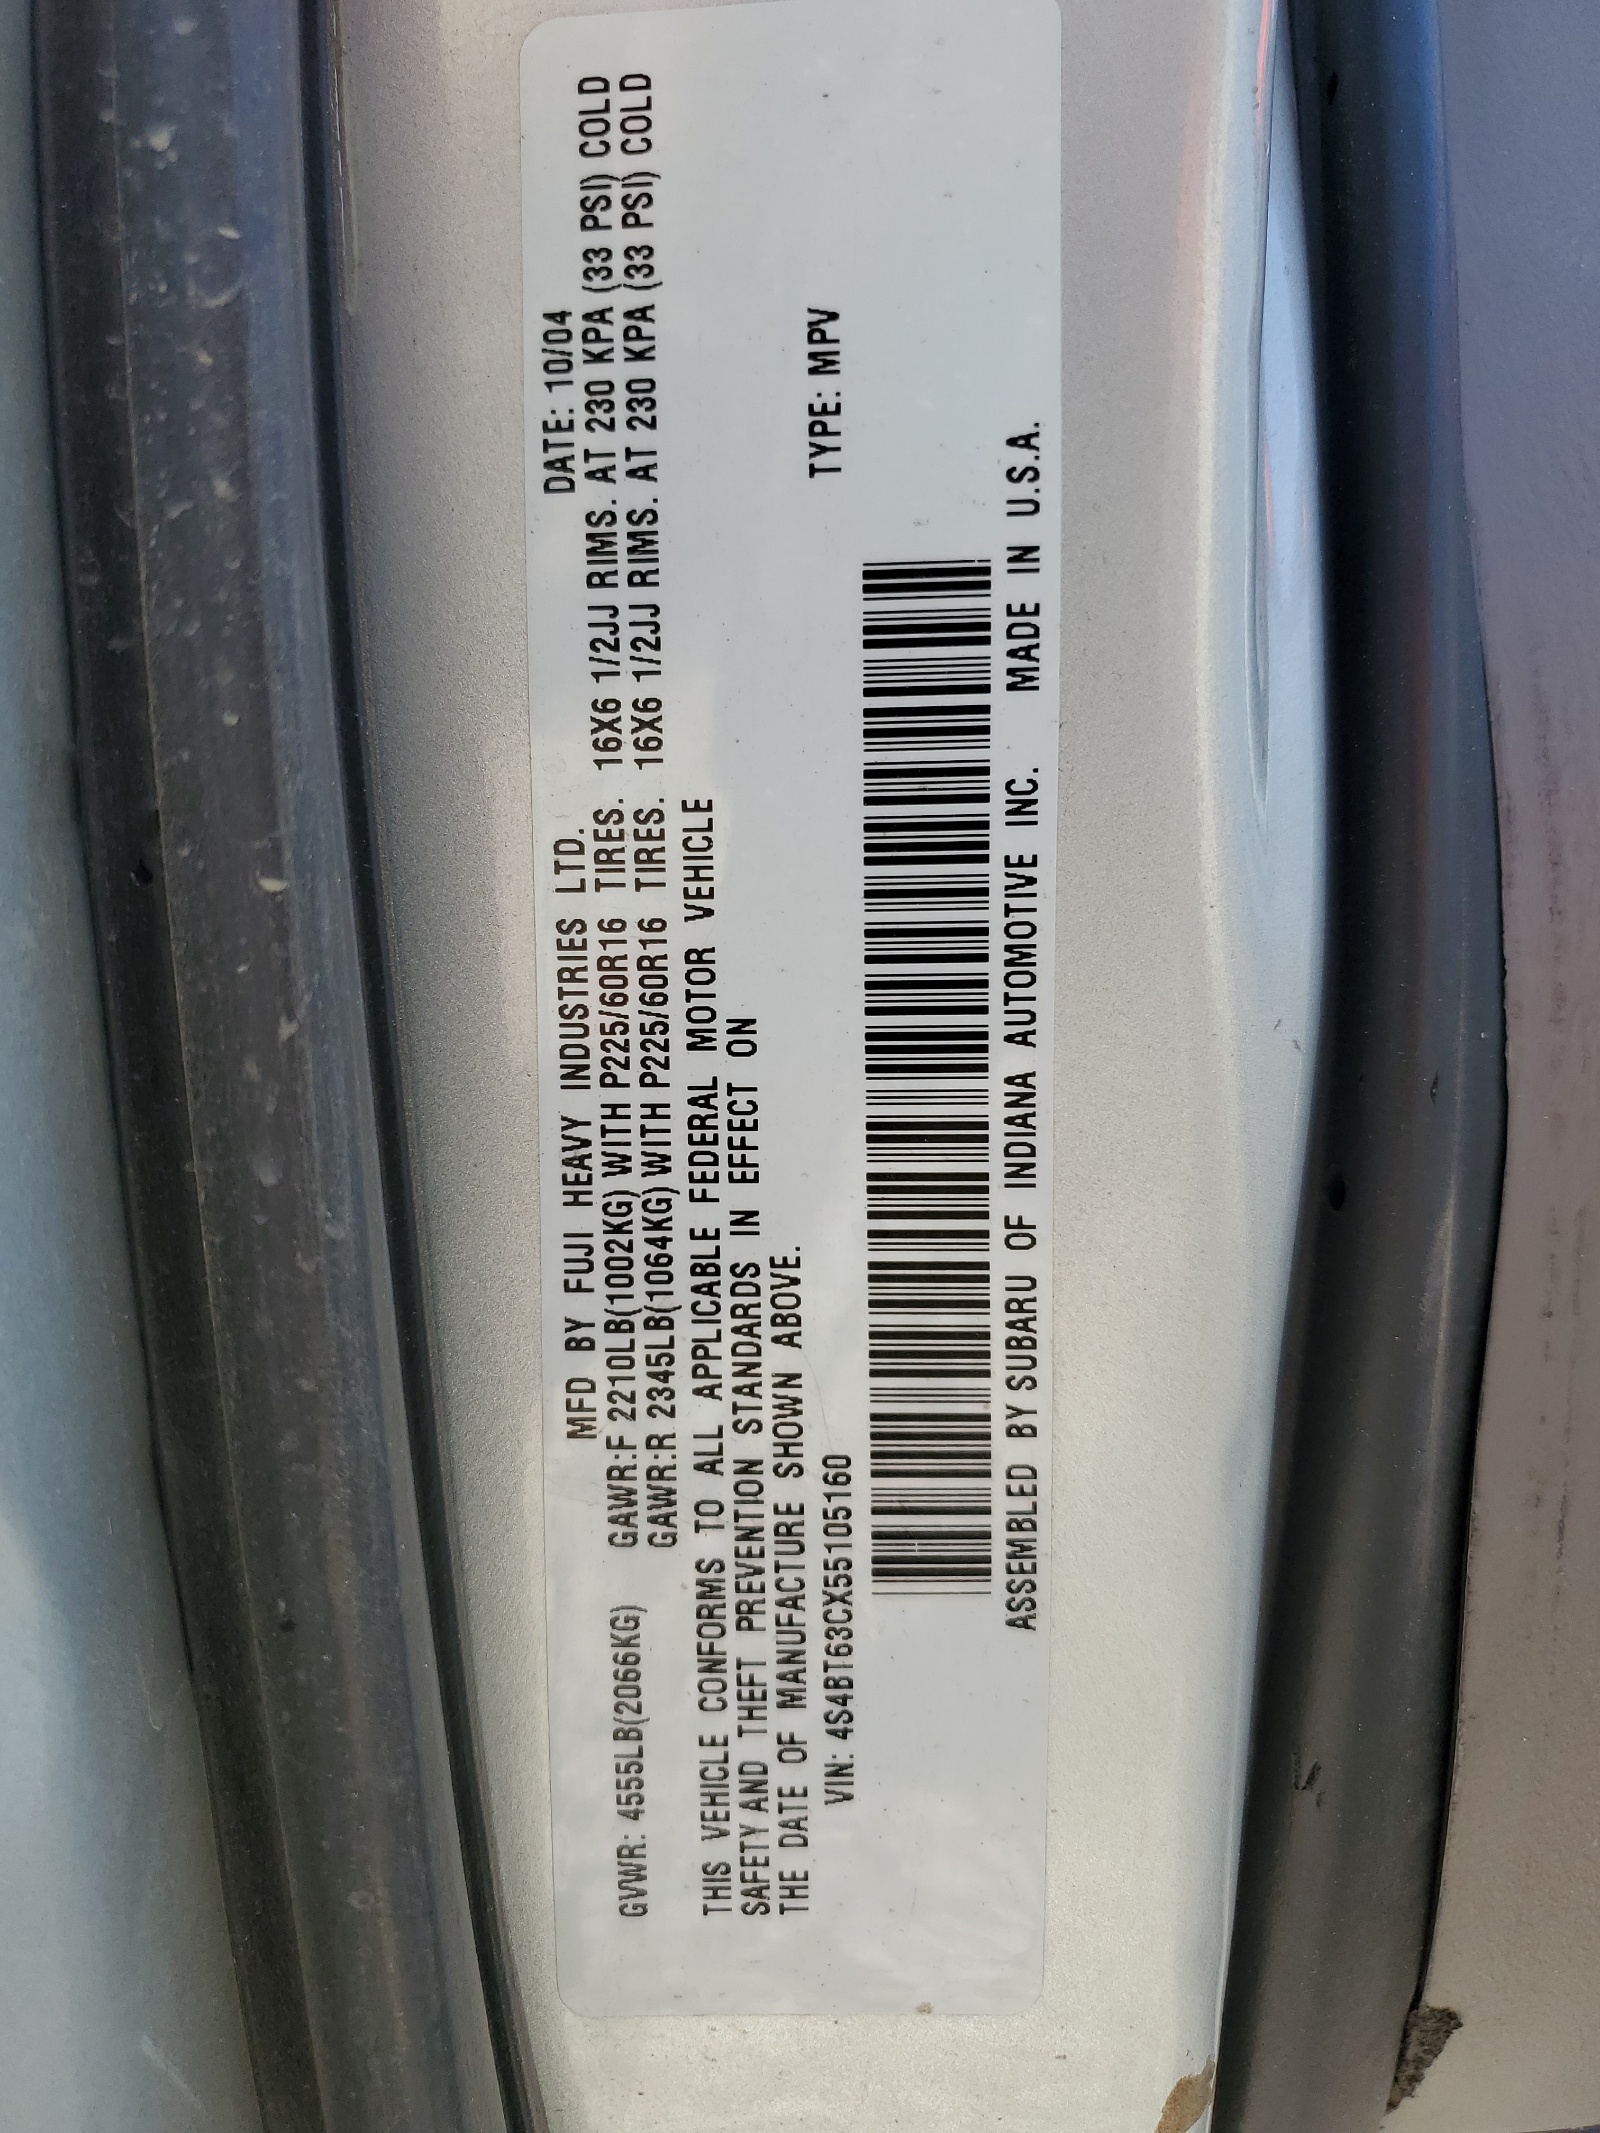 MFD BY FUJI HEAVY INDUSTRIES LTD. DATE: 10/04
GVWR: 4555LB(2066KG) GAWR:F 2210LB(1002KG) WITH P225/60R16 TIRES. 16X6 1/2JJ RIMS. AT 230 KPA (33 PSI) COLD
GAWR:R 2345LB(1064KG) WITH P225/60R16 TIRES. 16X6 1/2JJ RIMS. AT 230 KPA (33 PSI) COLD
THIS VEHICLE CONFORMS TO ALL APPLICABLE FEDERAL MOTOR VEHICLE
SAFETY AND THEFT PREVENTION STANDARDS IN EFFECT ON
THE DATE OF MANUFACTURE SHOWN ABOVE.
VIN: 4S4BT63CX55105160 TYPE: MPV
ASSEMBLED BY SUBARU OF INDIANA AUTOMOTIVE INC. MADE IN U.S.A.